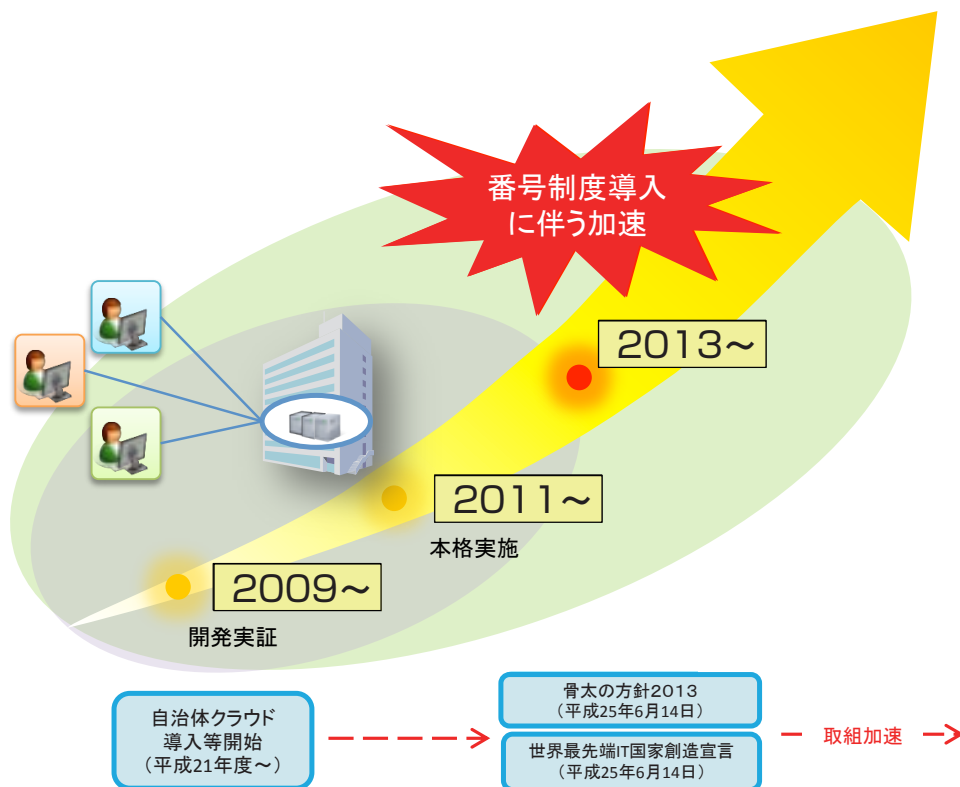 番号制度導入
に伴う加速
2013～
2011～
本格実施
2009～
開発実証
自治体クラウド
導入等開始
（平成21年度～）
骨太の方針２０１３
（平成25年6月14日）
世界最先端IT国家創造宣言
（平成25年6月14日）
取組加速